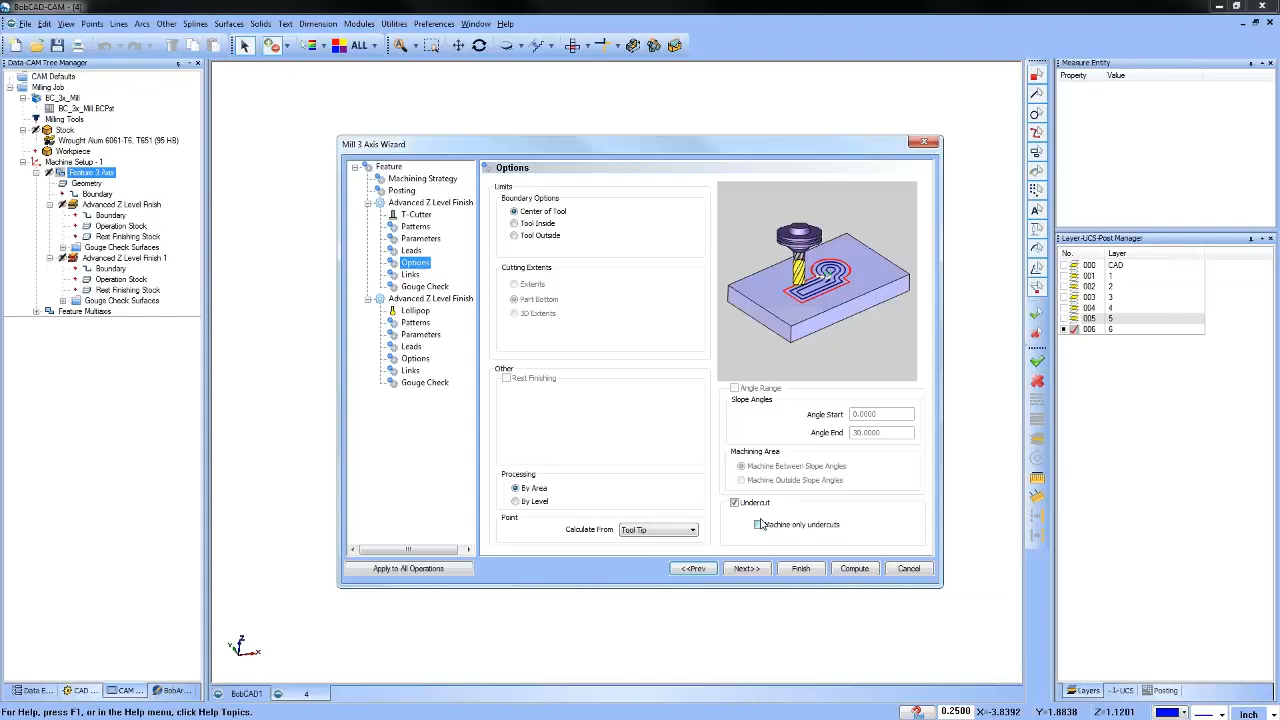 BobCAD-CAM
File Edit View Points Lines Arcs Other Splines Surfaces Solids Text Dimension Modules Utilities Preferences Window Help
ALL
Data-CAM Tree Manager
CAM Defaults
Milling Job
BC_3x_Mill
BC_3x_Mill.BCPst
Milling Tools
Stock
Wrought Alum 6061-T6, T651 (95 HB)
Workpiece
Machine Setup - 1
Feature 3 Axis
Geometry
Boundary
Advanced Z Level Finish
Boundary
Operation Stock
Rest Finishing Stock
Gouge Check Surfaces
Advanced Z Level Finish 1
Boundary
Operation Stock
Rest Finishing Stock
Gouge Check Surfaces
Feature Multiaxis
Mill 3 Axis Wizard
Feature
Machining Strategy
Posting
Advanced Z Level Finish
T-Cutter
Patterns
Parameters
Leads
Options
Links
Gouge Check
Advanced Z Level Finish
Lollipop
Patterns
Parameters
Leads
Options
Links
Gouge Check
Apply to All Operations
Options
Limits
Boundary Options
Center of Tool
Tool Inside
Tool Outside
Cutting Extents
Extents
Part Bottom
3D Extents
Other
Rest Finishing
Processing
By Area
By Level
Point
Calculate From Tool Tip
Angle Range
Slope Angles
Angle Start 0.0000
Angle End 30.0000
Machining Area
Machine Between Slope Angles
Machine Outside Slope Angles
Undercut
Machine only undercuts
<<Prev Next>> Finish Compute Cancel
Measure Entity
Property Value
Layer-UCS-Post Manager
No. Layer
000 CAD
001 1
002 2
003 3
004 4
005 5
006 6
Z
Y
X
Data E... CAD ... CAM ... BobAr...
BobCAD1 4
Layers UCS Posting
For Help, press F1, or in the Help menu, click Help Topics.
0.2500 X=-3.8392 Y=1.8838 Z=1.1201 Inch